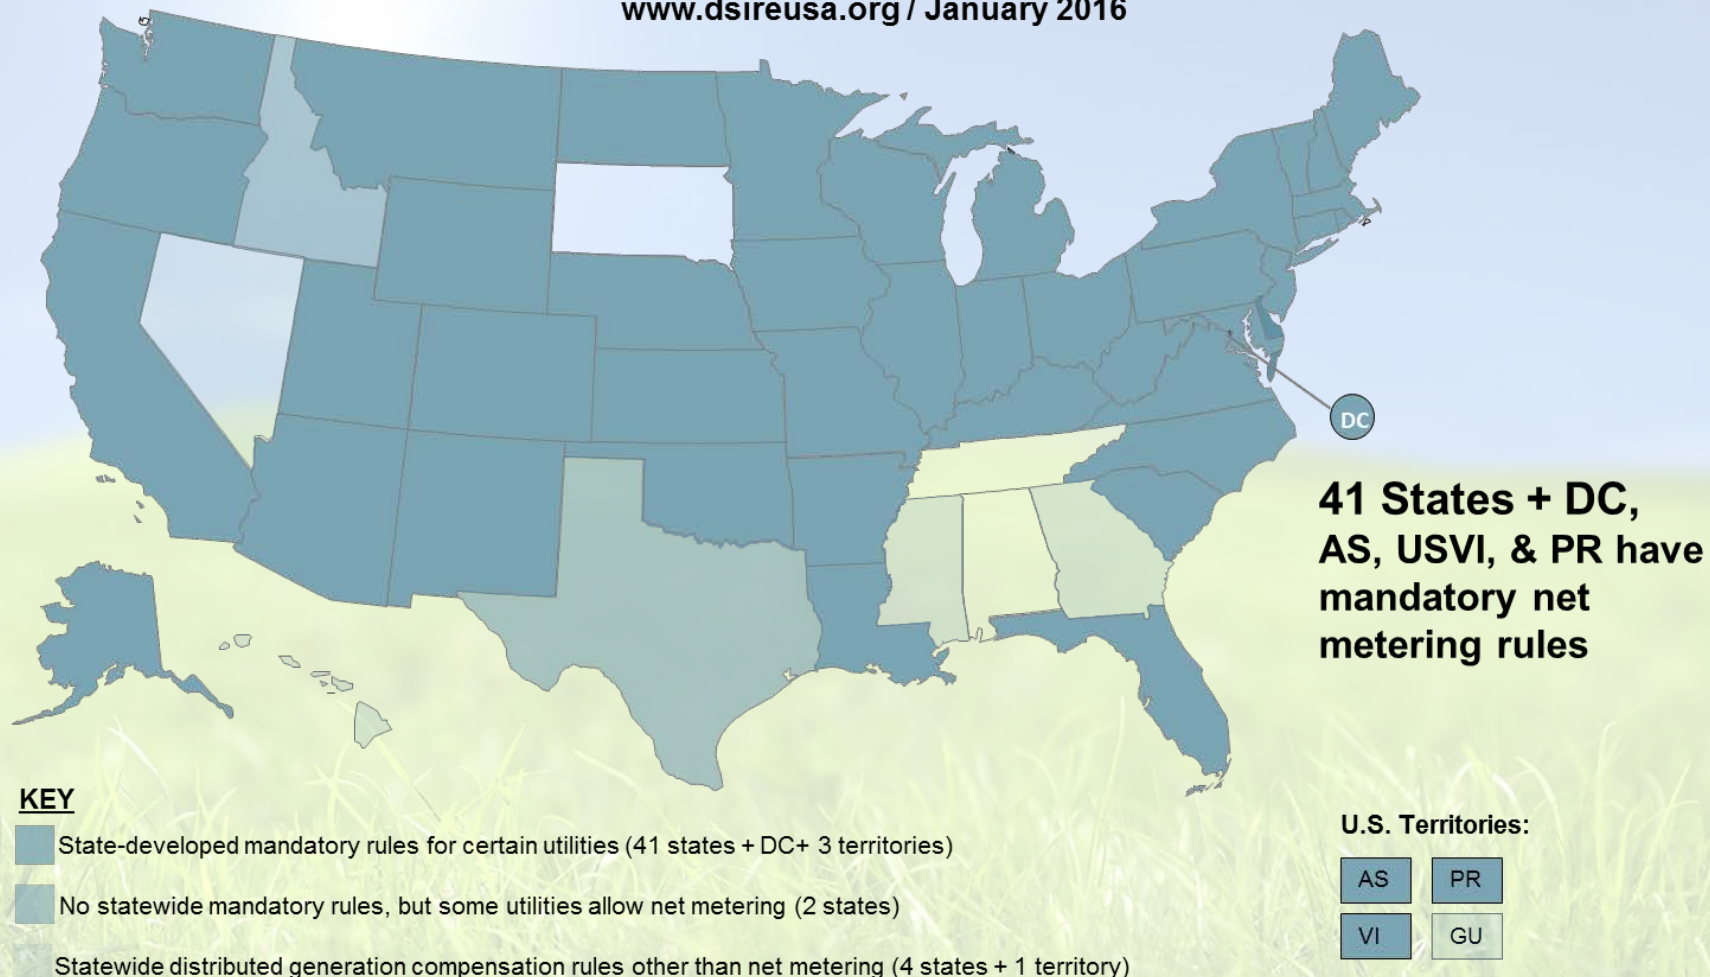 www.dsireusa.org / January 2016
DC
41 States + DC,
AS, USVI, & PR have
mandatory net
metering rules
KEY
State-developed mandatory rules for certain utilities (41 states + DC+ 3 territories)
No statewide mandatory rules, but some utilities allow net metering (2 states)
Statewide distributed generation compensation rules other than net metering (4 states + 1 territory)
U.S. Territories:
AS PR
VI GU